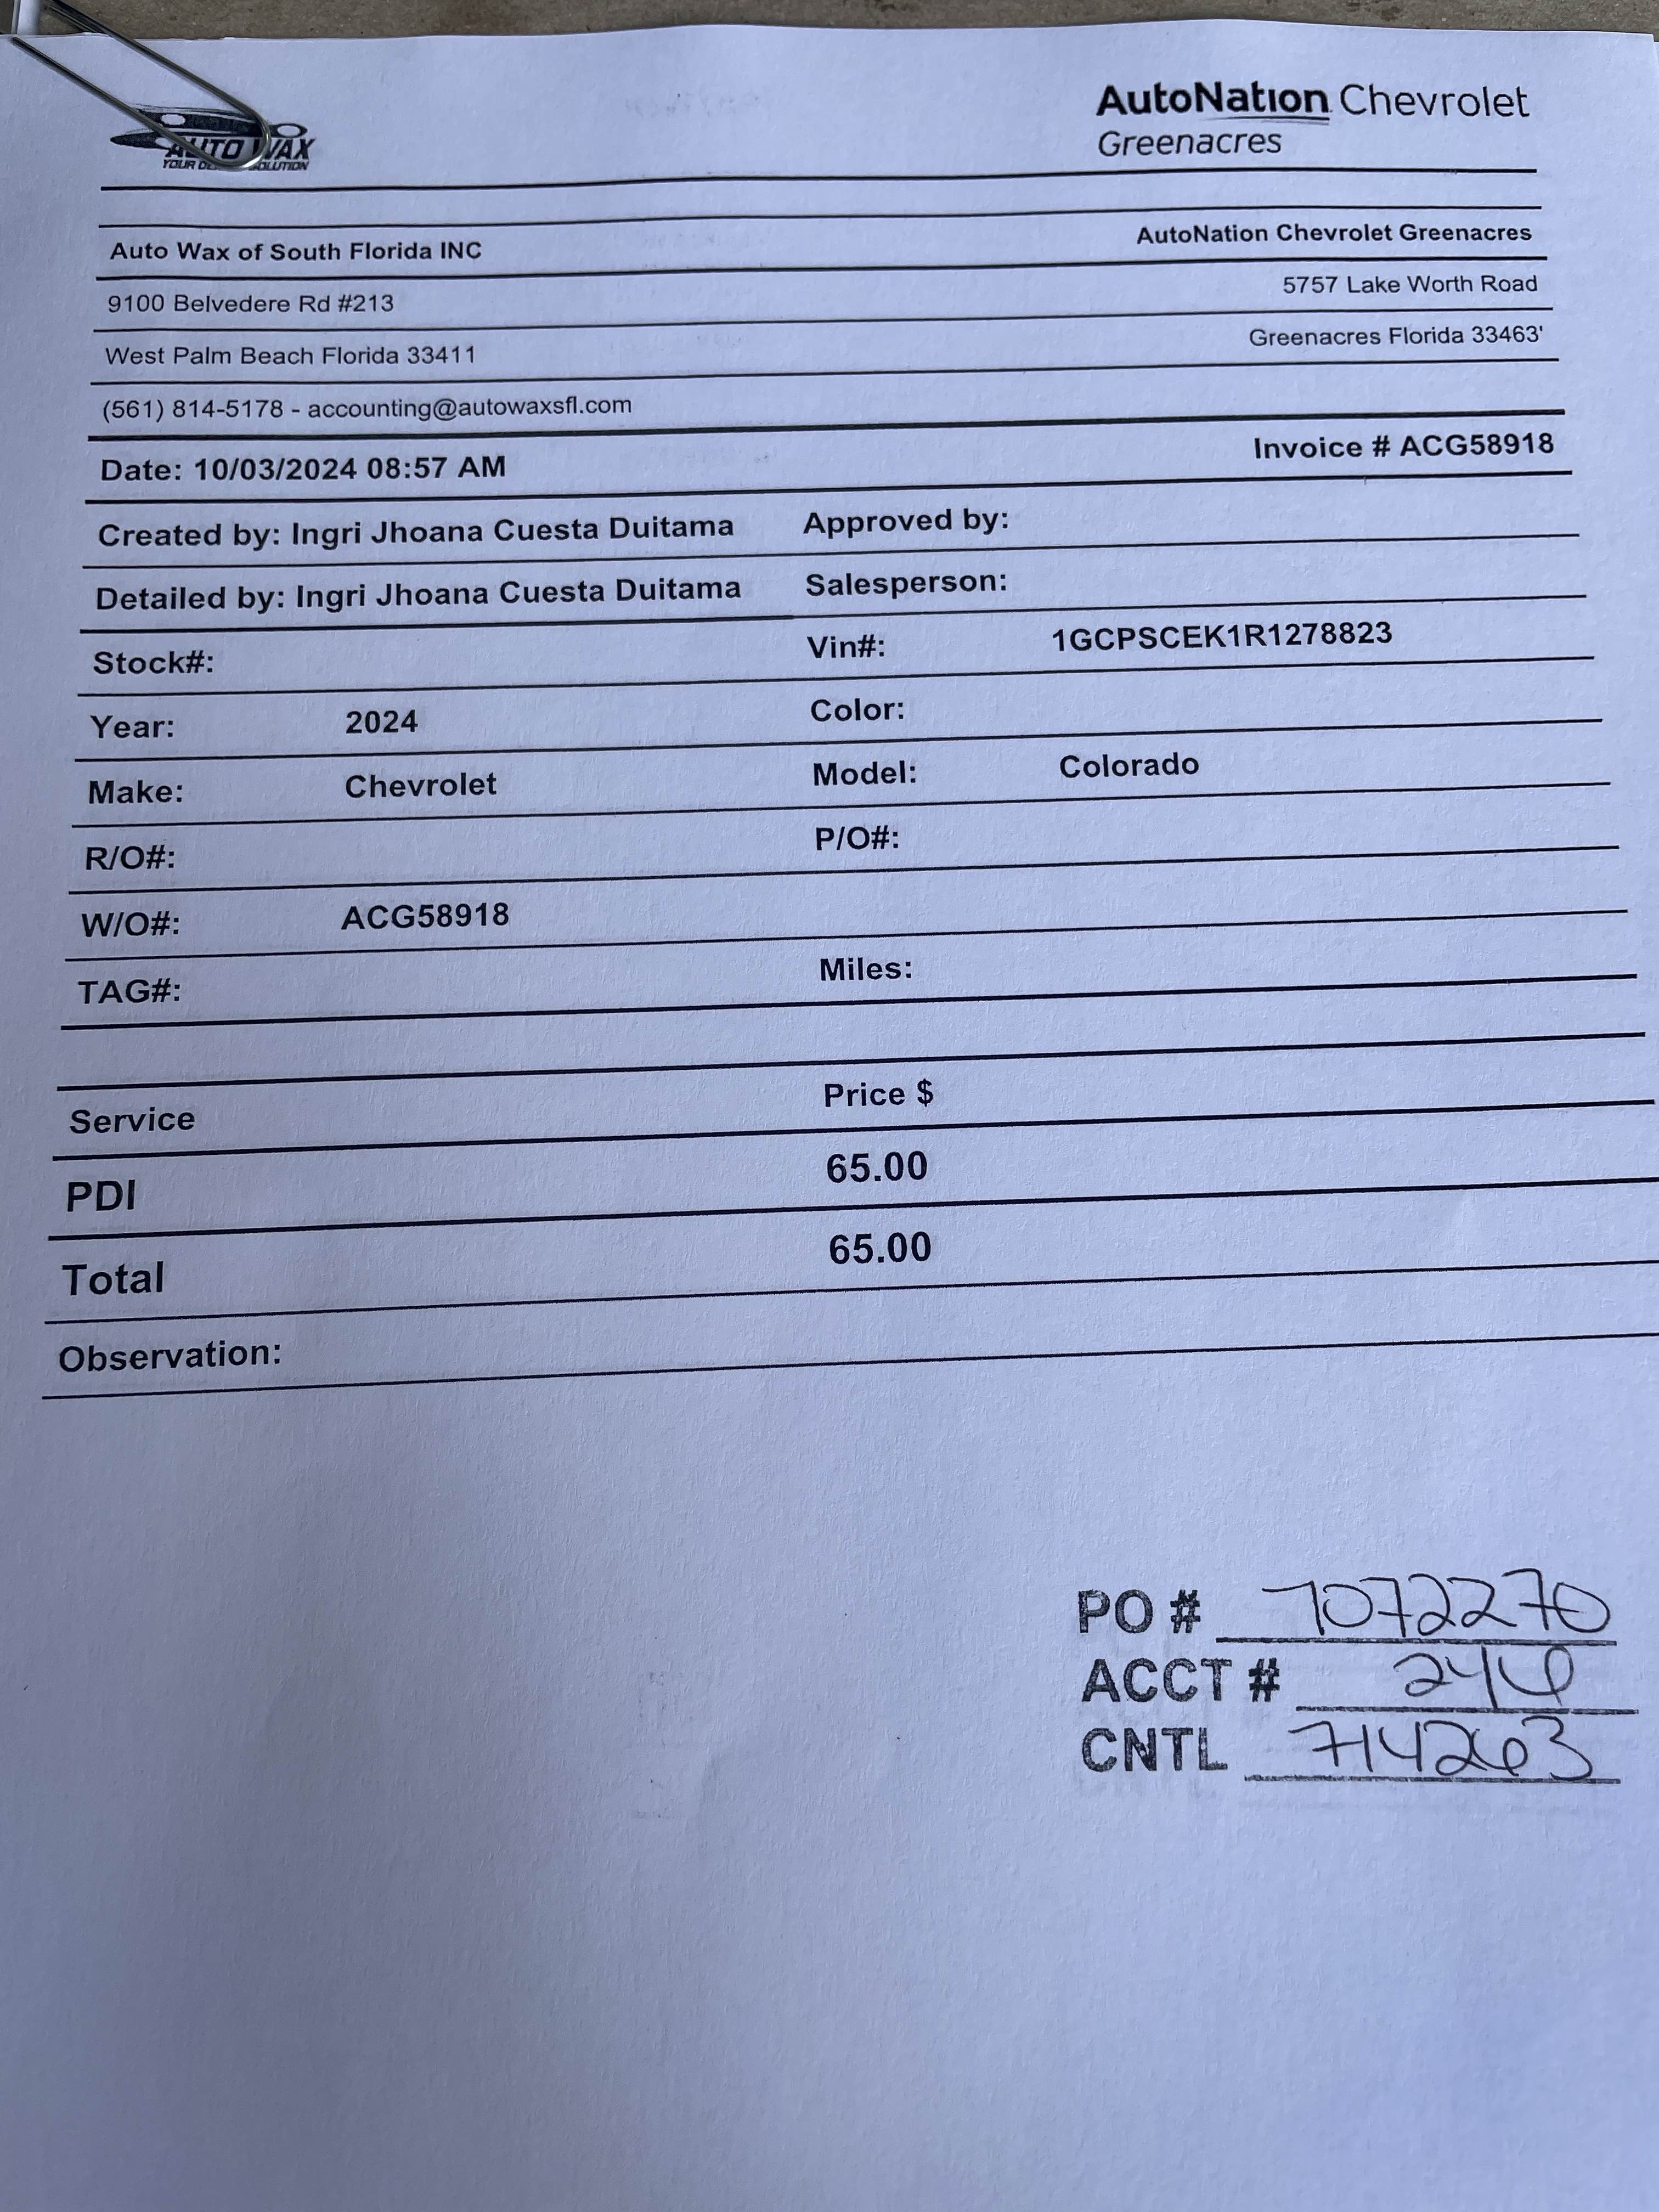 AUTO WAX
AutoNation Chevrolet
Greenacres
Auto Wax of South Florida INC
AutoNation Chevrolet Greenacres
9100 Belvedere Rd #213
5757 Lake Worth Road
West Palm Beach Florida 33411
Greenacres Florida 33463'
(561) 814-5178 - accounting@autowaxsfl.com
Date: 10/03/2024 08:57 AM
Invoice # ACG58918
Created by: Ingri Jhoana Cuesta Duitama Approved by:
Detailed by: Ingri Jhoana Cuesta Duitama Salesperson:
Stock#: Vin#: 1GCPSCEK1R1278823
Year: 2024 Color:
Make: Chevrolet Model: Colorado
R/O#: P/O#:
W/O#: ACG58918
TAG#: Miles:
Service Price $
PDI 65.00
Total 65.00
Observation:
PO # 7072270
ACCT # 246
CNTL 714263